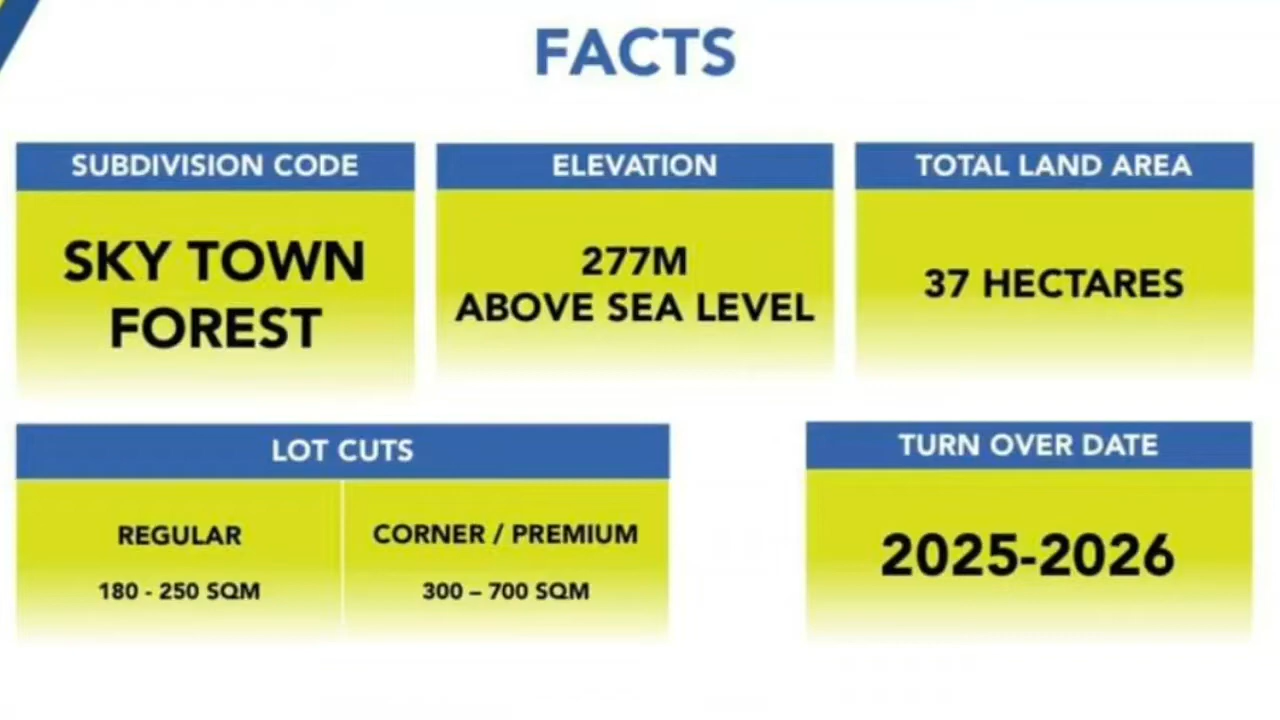 FACTS
SUBDIVISION CODE
SKY TOWN
FOREST
ELEVATION
277M
ABOVE SEA LEVEL
TOTAL LAND AREA
37 HECTARES
LOT CUTS
REGULAR
180 - 250 SQM
CORNER / PREMIUM
300 – 700 SQM
TURN OVER DATE
2025-2026